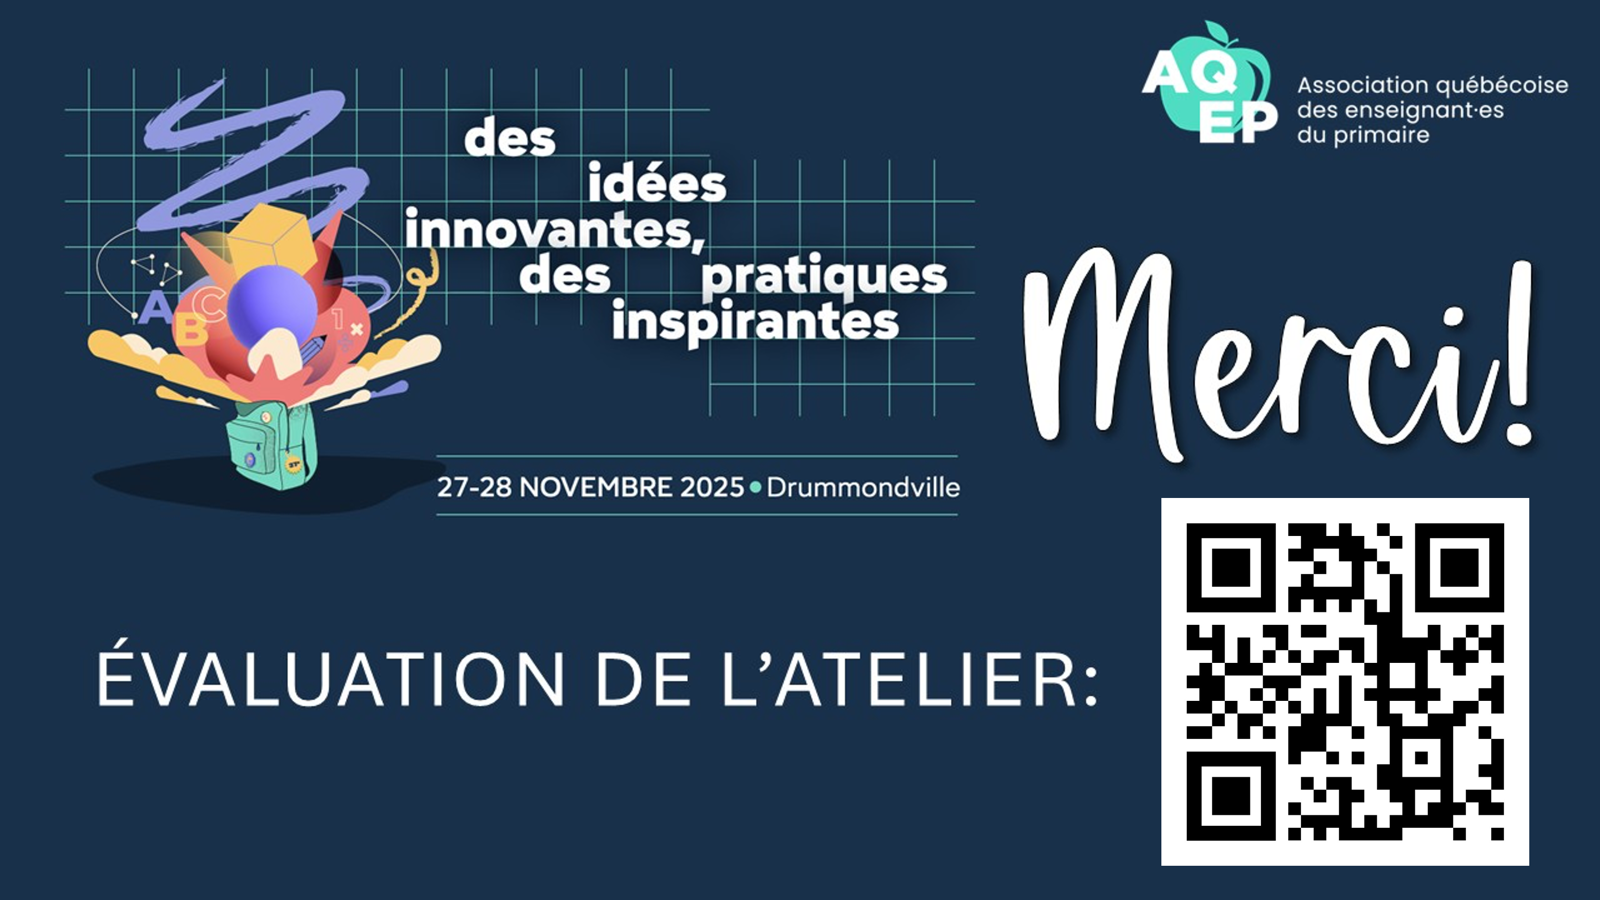 des
idées
innovantes,
des pratiques
inspirantes
27-28 NOVEMBRE 2025 • Drummondville
AQ
EP
Association québécoise
des enseignant·es
du primaire
Merci!
A
B
C
1
ÉVALUATION DE L’ATELIER: